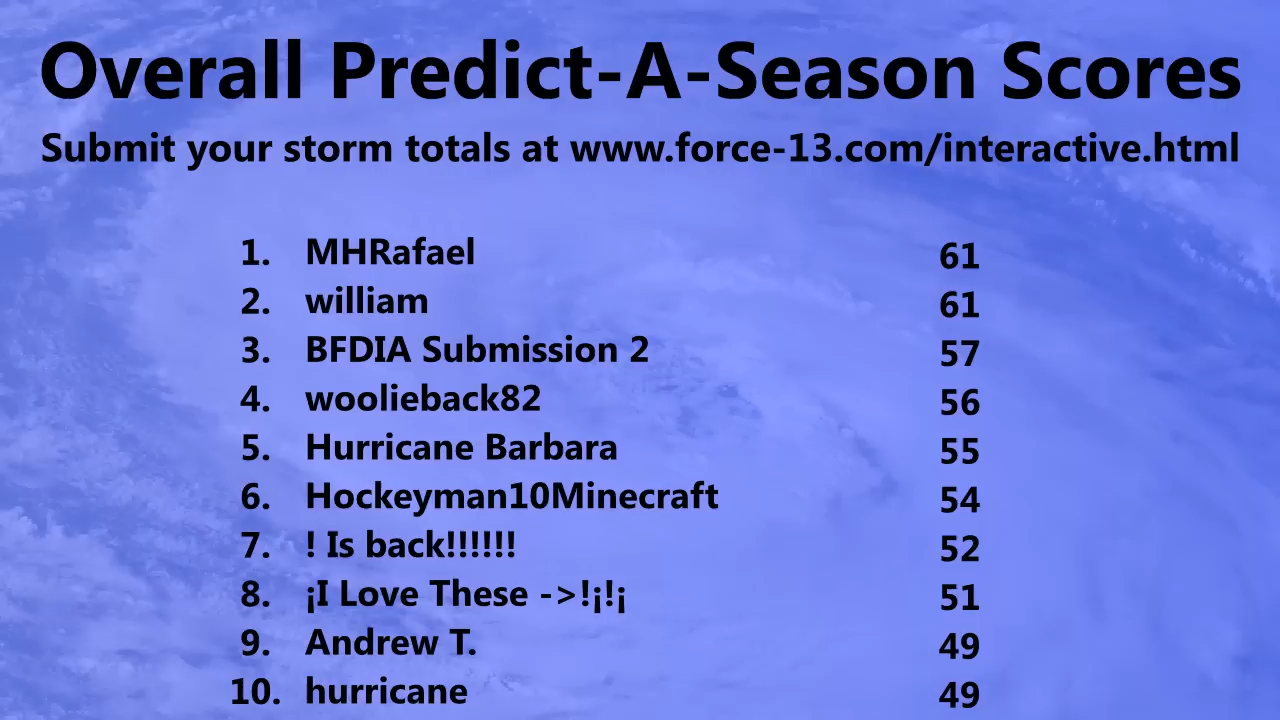 Overall Predict-A-Season Scores
Submit your storm totals at www.force-13.com/interactive.html
1. MHRafael 61
2. william 61
3. BFDIA Submission 2 57
4. woolieback82 56
5. Hurricane Barbara 55
6. Hockeyman10Minecraft 54
7. ! Is back!!!!!! 52
8. ¡I Love These ->!¡!¡ 51
9. Andrew T. 49
10. hurricane 49